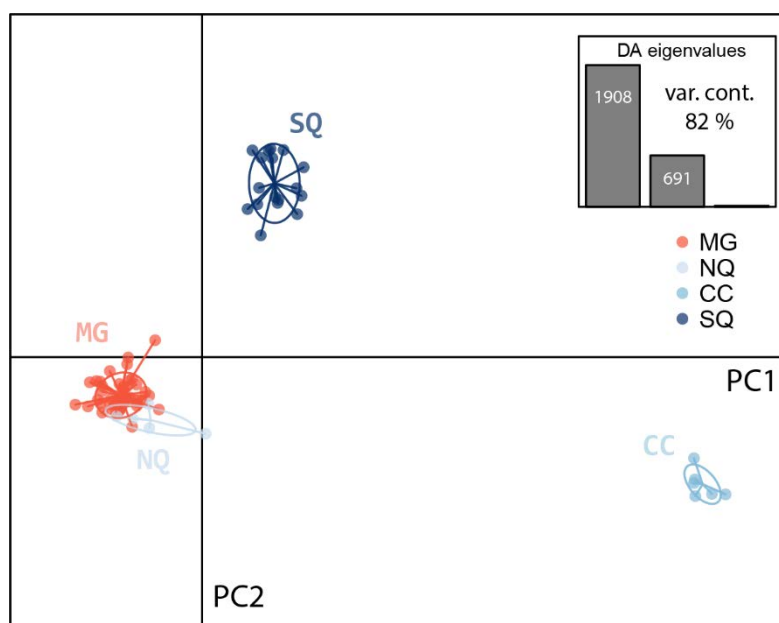 DA eigenvalues
1908
var. cont.
82 %
691
SQ
MG
NQ
CC
SQ
MG
PC1
NQ
CC
PC2